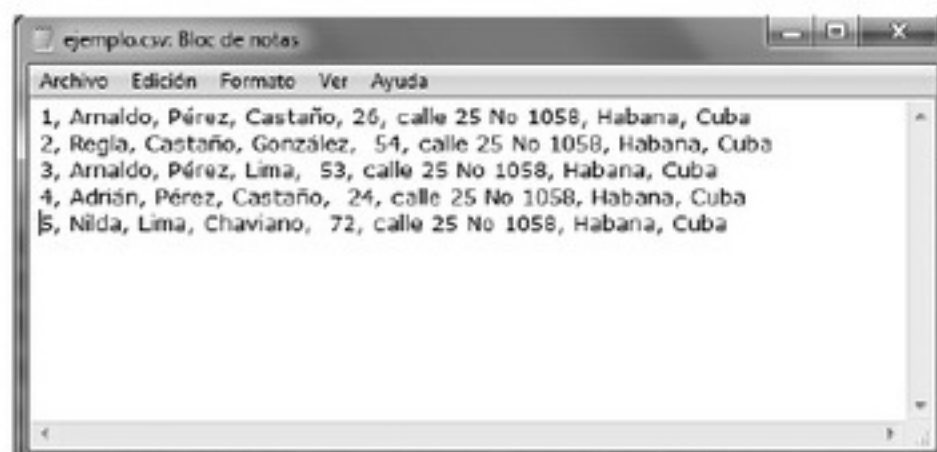 ejemplo.csv: Bloc de notas
Archivo Edición Formato Ver Ayuda
1, Arnaldo, Pérez, Castaño, 26, calle 25 No 1058, Habana, Cuba
2, Regla, Castaño, González,  54, calle 25 No 1058, Habana, Cuba
3, Arnaldo, Pérez, Lima,  53, calle 25 No 1058, Habana, Cuba
4, Adrián, Pérez, Castaño,  24, calle 25 No 1058, Habana, Cuba
5, Nilda, Lima, Chaviano,  72, calle 25 No 1058, Habana, Cuba